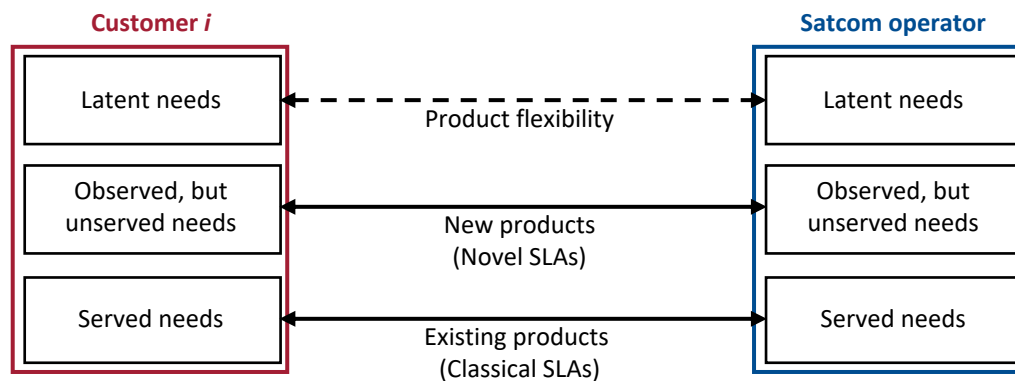 Customer i
Satcom operator
Latent needs
Product flexibility
Latent needs
Observed, but
unserved needs
New products
(Novel SLAs)
Observed, but
unserved needs
Served needs
Existing products
(Classical SLAs)
Served needs